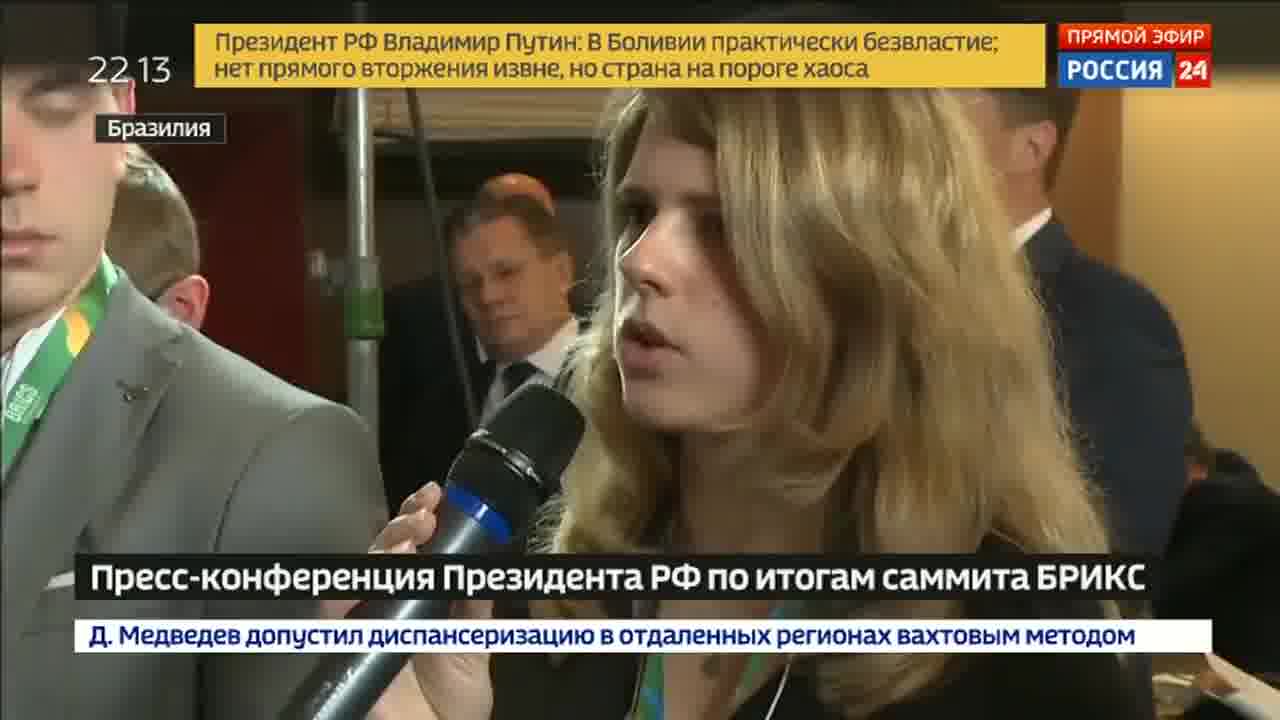 Президент РФ Владимир Путин: В Боливии практически безвластие;
нет прямого вторжения извне, но страна на пороге хаоса
ПРЯМОЙ ЭФИР
РОССИЯ 24
22 13
Бразилия
BRICS
Пресс-конференция Президента РФ по итогам саммита БРИКС
Д. Медведев допустил диспансеризацию в отдаленных регионах вахтовым методом